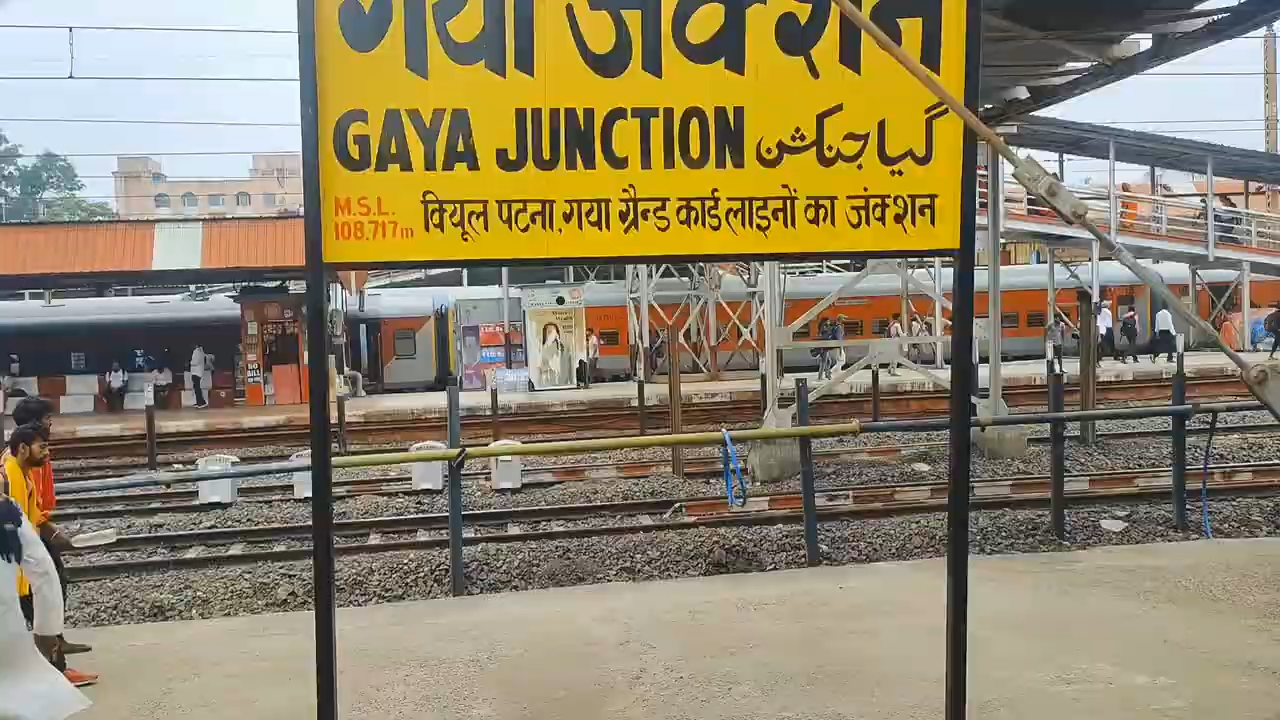 गया जंक्शन
GAYA JUNCTION گیا جنکشن
M.S.L. 108.717m
कियूल पटना, गया ग्रैन्ड कार्ड लाइनों का जंक्शन